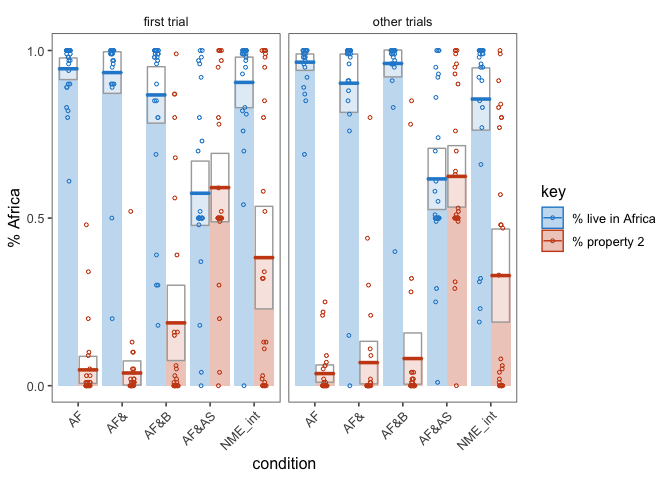 first trial
other trials
1.0
0.5
0.0
% Africa
AF
AF&
AF&B
AF&AS
NME_int
AF
AF&
AF&B
AF&AS
NME_int
condition
key
% live in Africa
% property 2